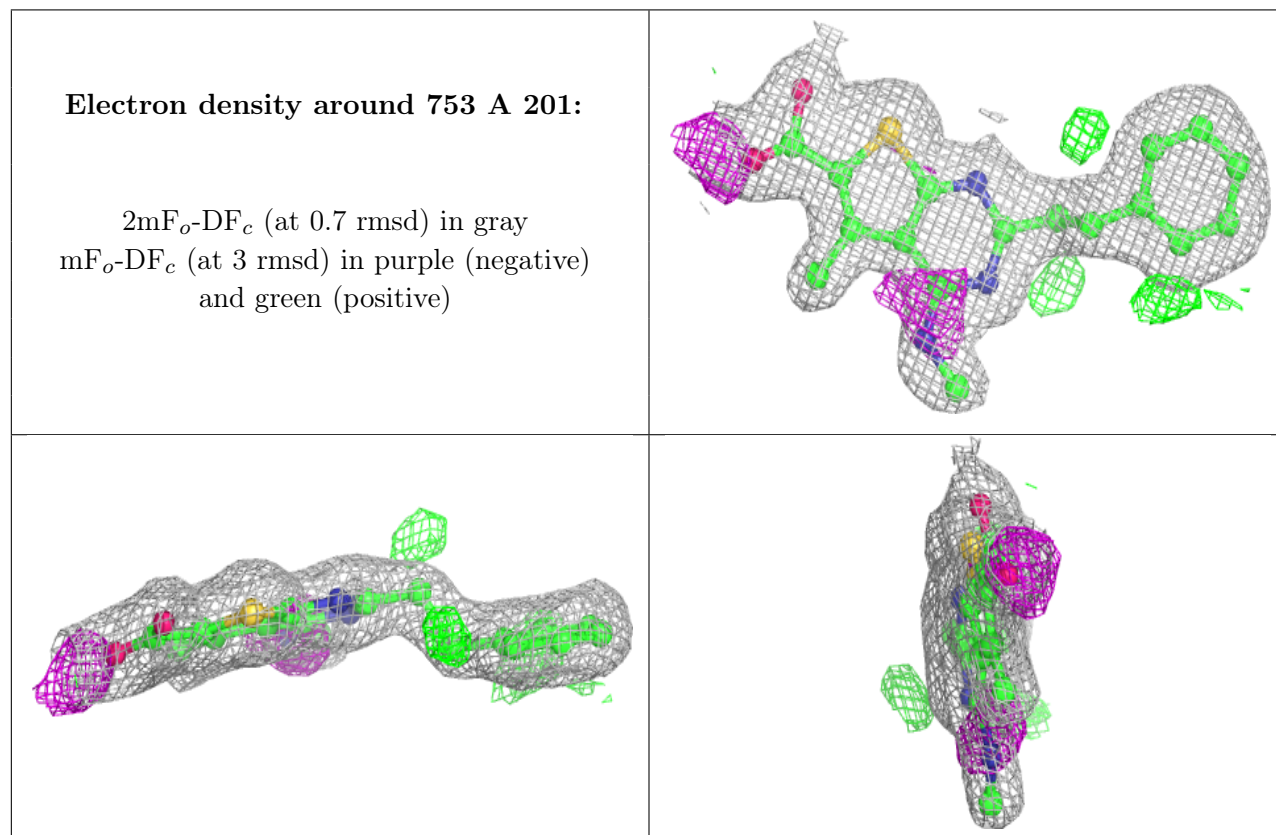 Electron density around 753 A 201:
2mFo-DFc (at 0.7 rmsd) in gray
mFo-DFc (at 3 rmsd) in purple (negative)
and green (positive)